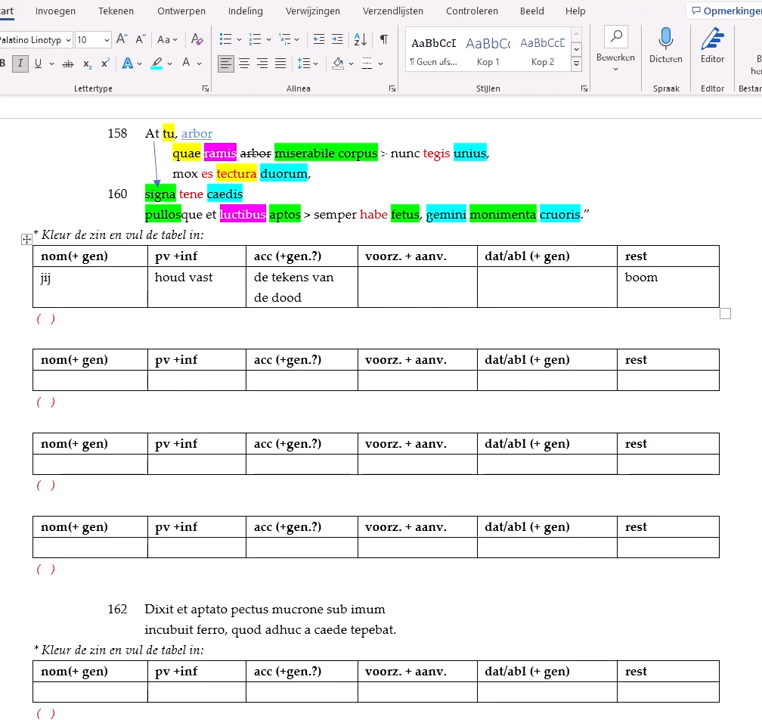 tart Invoegen Tekenen Ontwerpen Indeling Verwijzingen Verzendlijsten Controleren Beeld Help Opmerkingen
Palatino Linotyp 10 Aa AaBbCcI AaBbCc AaBbCcD
¶ Geen afs... Kop 1 Kop 2 Bewerken Dicteren Editor
Lettertype Alinea Stijlen Spraak Editor
158 At tu, arbor
quae ramis arbor miserabile corpus > nunc tegis unius,
mox es tectura duorum,
160 signa tene caedis
pullosque et luctibus aptos > semper habe fetus, gemini monimenta cruoris.”
* Kleur de zin en vul de tabel in:
nom(+ gen) pv +inf acc (+gen.?) voorz. + aanv. dat/abl (+ gen) rest
jij houd vast de tekens van boom
de dood
( )
nom(+ gen) pv +inf acc (+gen.?) voorz. + aanv. dat/abl (+ gen) rest
( )
nom(+ gen) pv +inf acc (+gen.?) voorz. + aanv. dat/abl (+ gen) rest
( )
nom(+ gen) pv +inf acc (+gen.?) voorz. + aanv. dat/abl (+ gen) rest
( )
162 Dixit et aptato pectus mucrone sub imum
incubuit ferro, quod adhuc a caede tepebat.
* Kleur de zin en vul de tabel in:
nom(+ gen) pv +inf acc (+gen.?) voorz. + aanv. dat/abl (+ gen) rest
( )